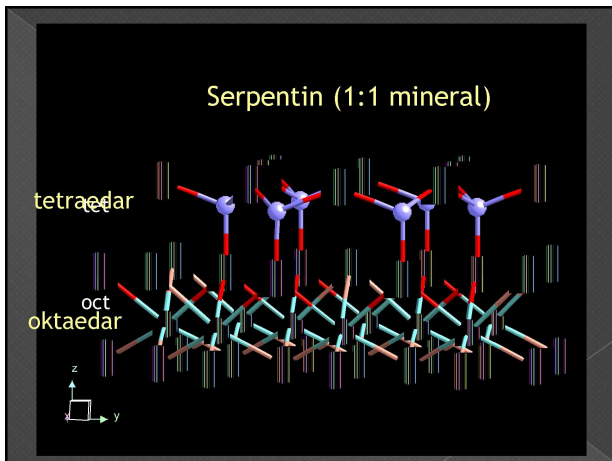 Serpentin (1:1 mineral)
tetraedar
tet
oct
oktaedar
z
x
y